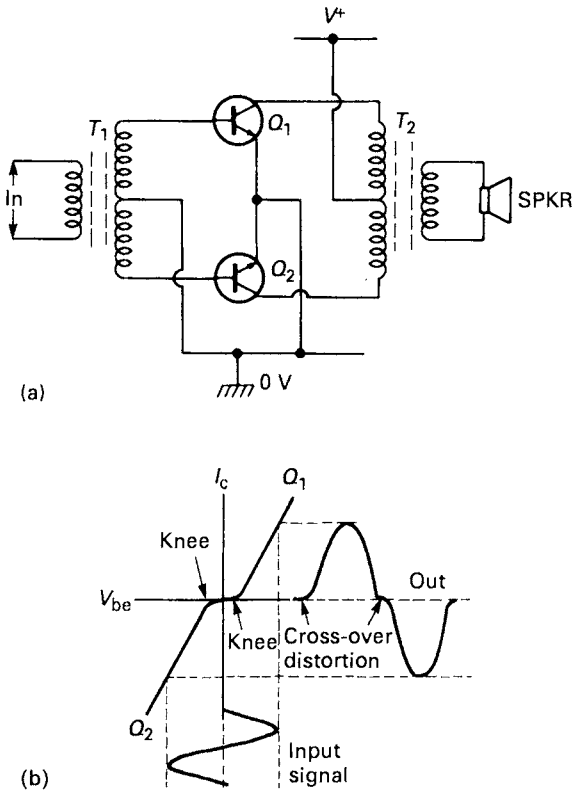 V+
T1
Q1
T2
In
SPKR
Q2
0 V
(a)
Ic
Q1
Knee
Vbe
Out
Knee
Cross-over
distortion
Q2
Input
signal
(b)